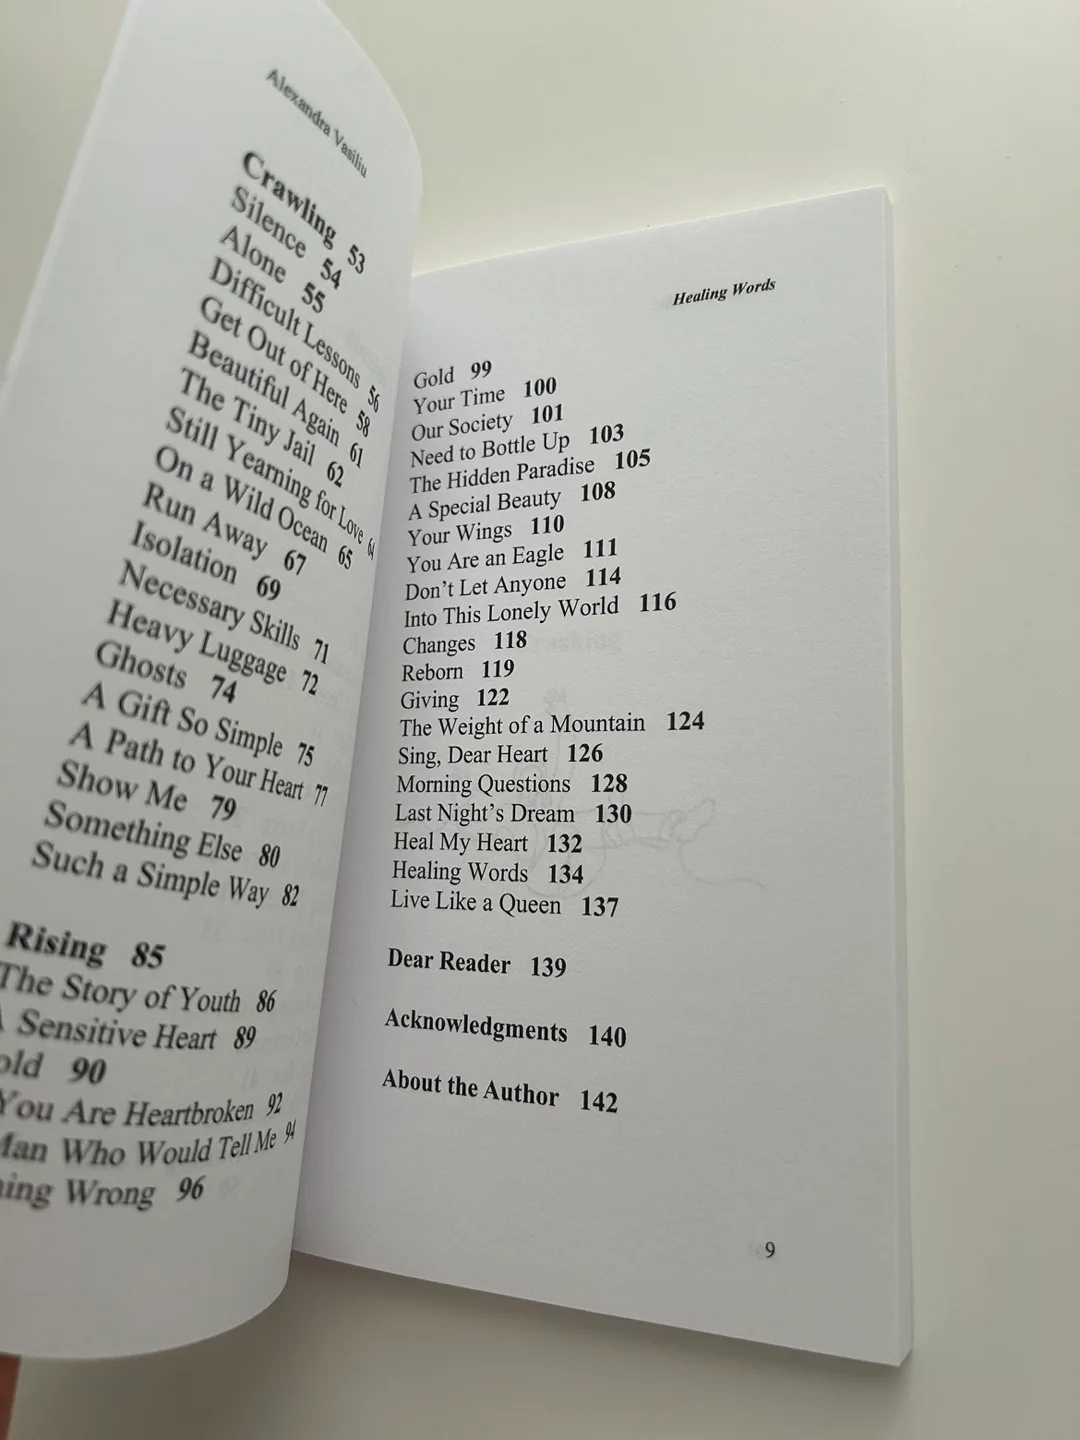 Alexandra Vasiliu
Crawling 53
Silence 54
Alone 55
Difficult Lessons 56
Get Out of Here 58
Beautiful Again 61
The Tiny Jail 62
Still Yearning for Love 64
On a Wild Ocean 65
Run Away 67
Isolation 69
Necessary Skills 71
Heavy Luggage 72
Ghosts 74
A Gift So Simple 75
A Path to Your Heart 77
Show Me 79
Something Else 80
Such a Simple Way 82
Rising 85
The Story of Youth 86
A Sensitive Heart 89
90
You Are Heartbroken 92
Who Would Tell Me 94
Wrong 96
Healing Words
Gold 99
Your Time 100
Our Society 101
Need to Bottle Up 103
The Hidden Paradise 105
A Special Beauty 108
Your Wings 110
You Are an Eagle 111
Don't Let Anyone 114
Into This Lonely World 116
Changes 118
Reborn 119
Giving 122
The Weight of a Mountain 124
Sing, Dear Heart 126
Morning Questions 128
Last Night's Dream 130
Heal My Heart 132
Healing Words 134
Live Like a Queen 137
Dear Reader 139
Acknowledgments 140
About the Author 142
9